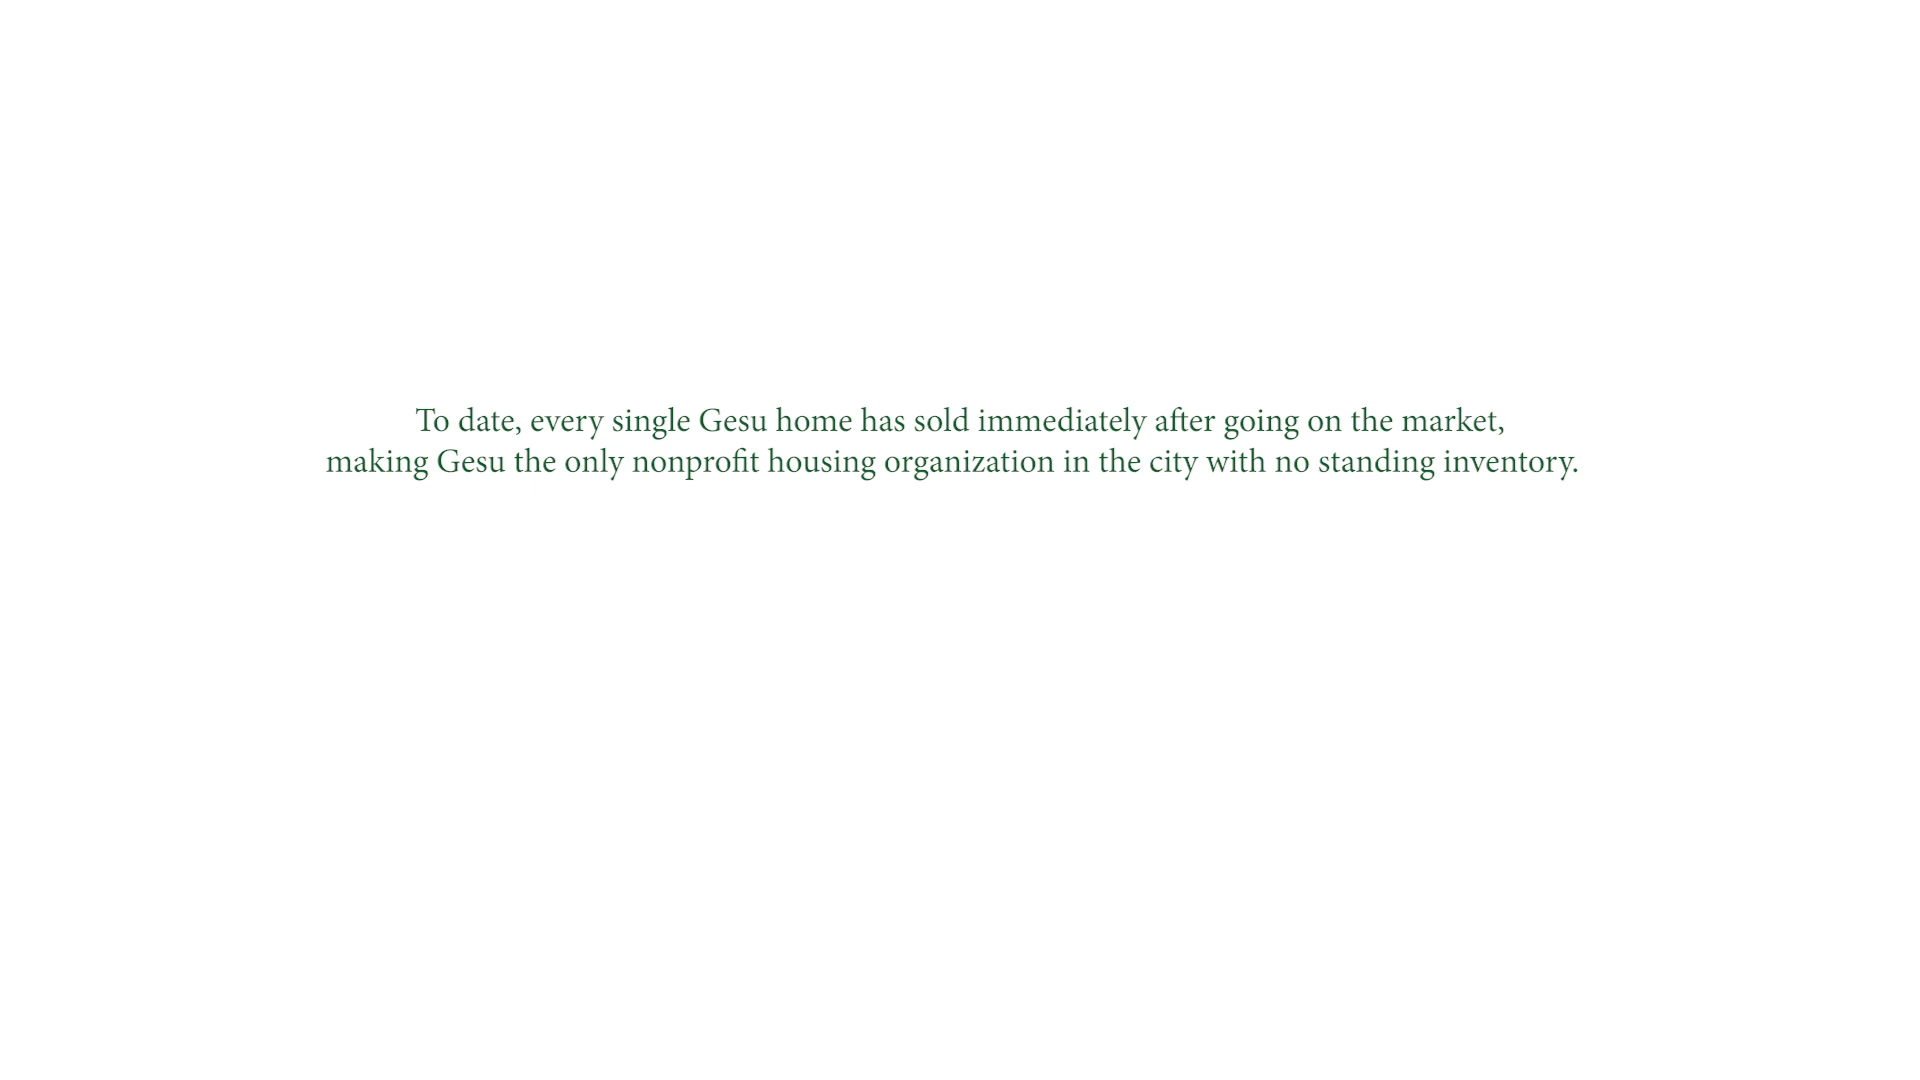 To date, every single Gesu home has sold immediately after going on the market,
making Gesu the only nonprofit housing organization in the city with no standing inventory.